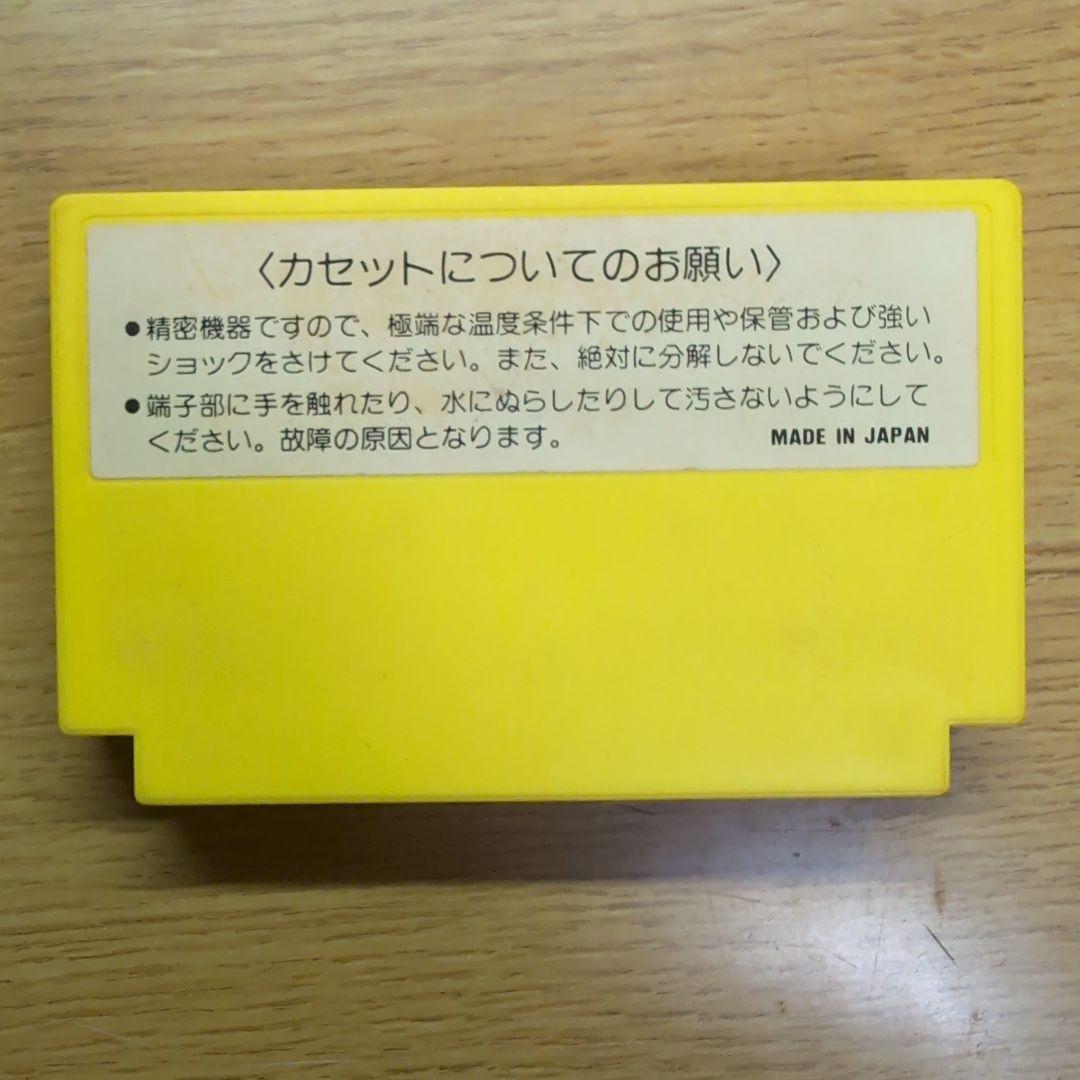 〈カセットについてのお願い〉
●精密機器ですので、極端な温度条件下での使用や保管および強い
ショックをさけてください。また、絶対に分解しないでください。
●端子部に手を触れたり、水にぬらしたりして汚さないようにして
ください。故障の原因となります。 MADE IN JAPAN